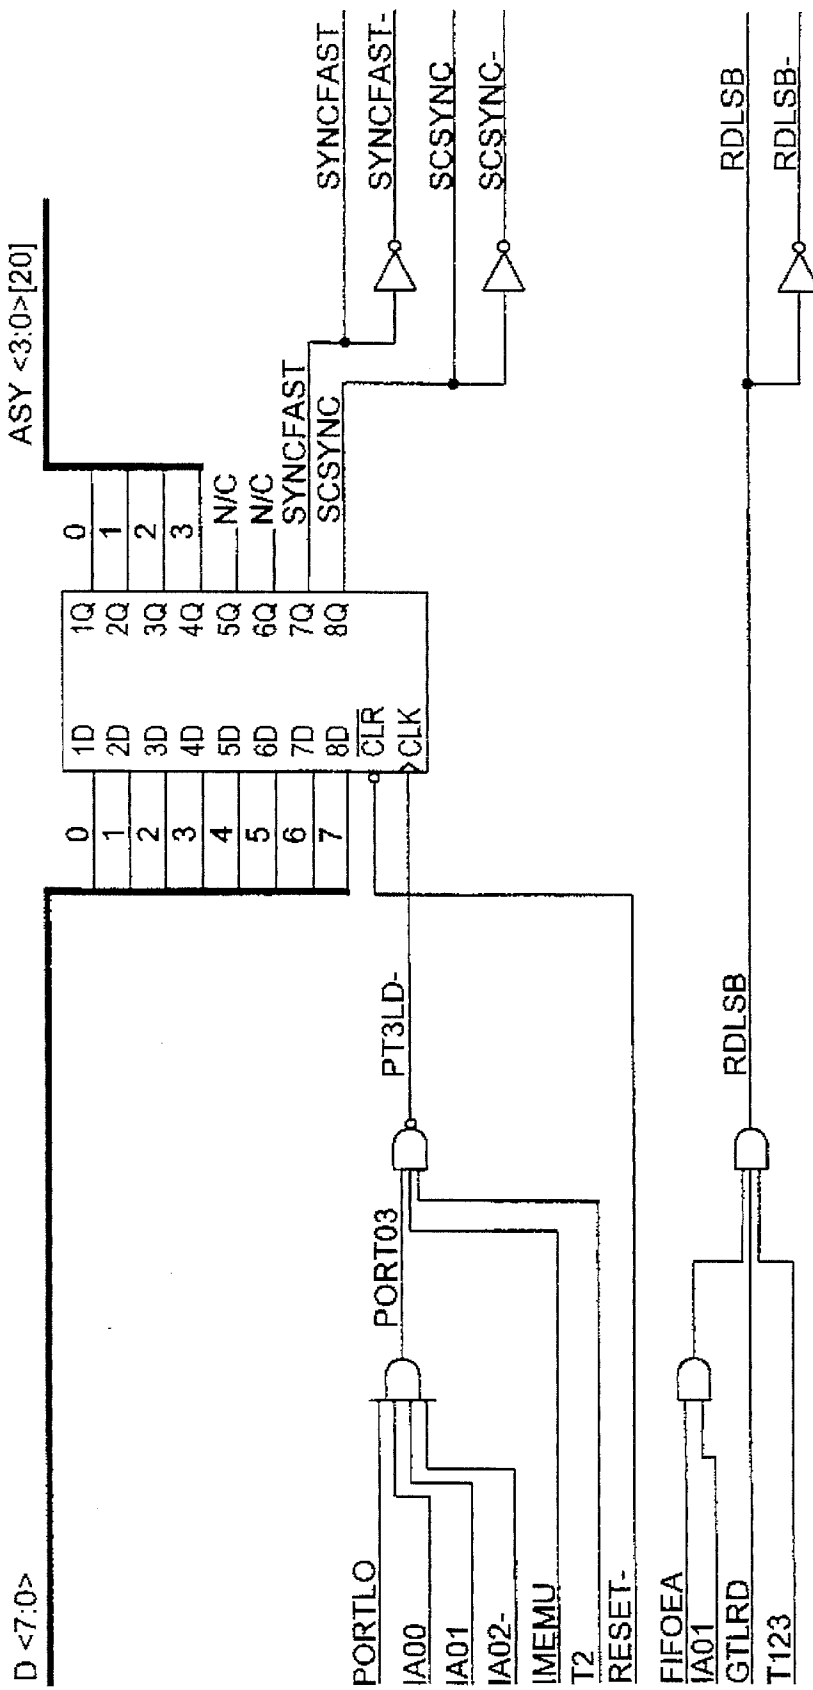 D <7:0>
ASY <3:0>[20]
0
1
2
3
4
5
6
7
1D
2D
3D
4D
5D
6D
7D
8D
CLR
CLK
1Q
2Q
3Q
4Q
5Q
6Q
7Q
8Q
0
1
2
3
N/C
N/C
SYNCFAST
SCSYNC
SYNCFAST
SYNCFAST-
SCSYNC
SCSYNC-
PORTLO
IA00
IA01
IA02-
IMEMU
T2
RESET-
PORT03
PT3LD-
FIFOEA
IA01
GTLRD
T123
RDLSB
RDLSB
RDLSB-